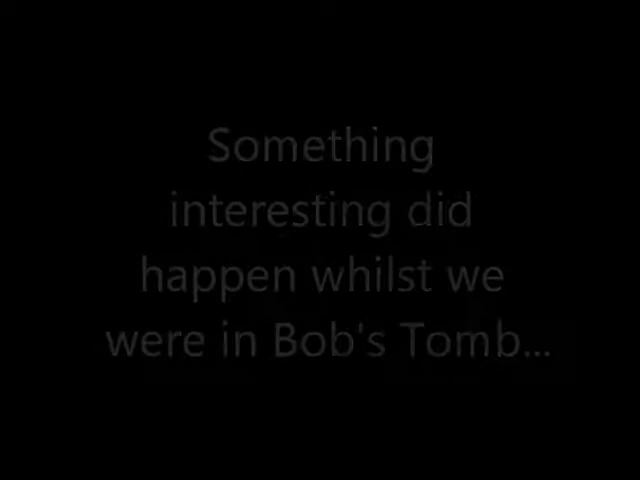 Something
interesting did
happen whilst we
were in Bob's Tomb...